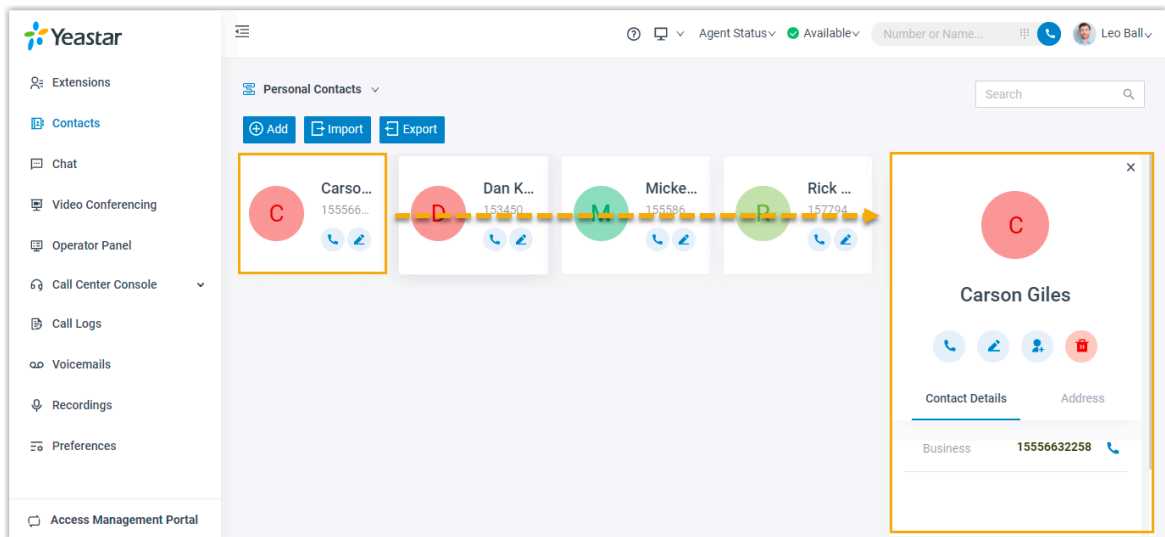 Yeastar
Agent Status
Available
Number or Name...
Leo Ball
Extensions
Contacts
Chat
Video Conferencing
Operator Panel
Call Center Console
Call Logs
Voicemails
Recordings
Preferences
Access Management Portal
Personal Contacts
Search
Add
Import
Export
C
Carso...
155566...
D
Dan K...
153450
M
Micke...
155586
R
Rick ...
157794
C
Carson Giles
Contact Details
Address
Business
15556632258